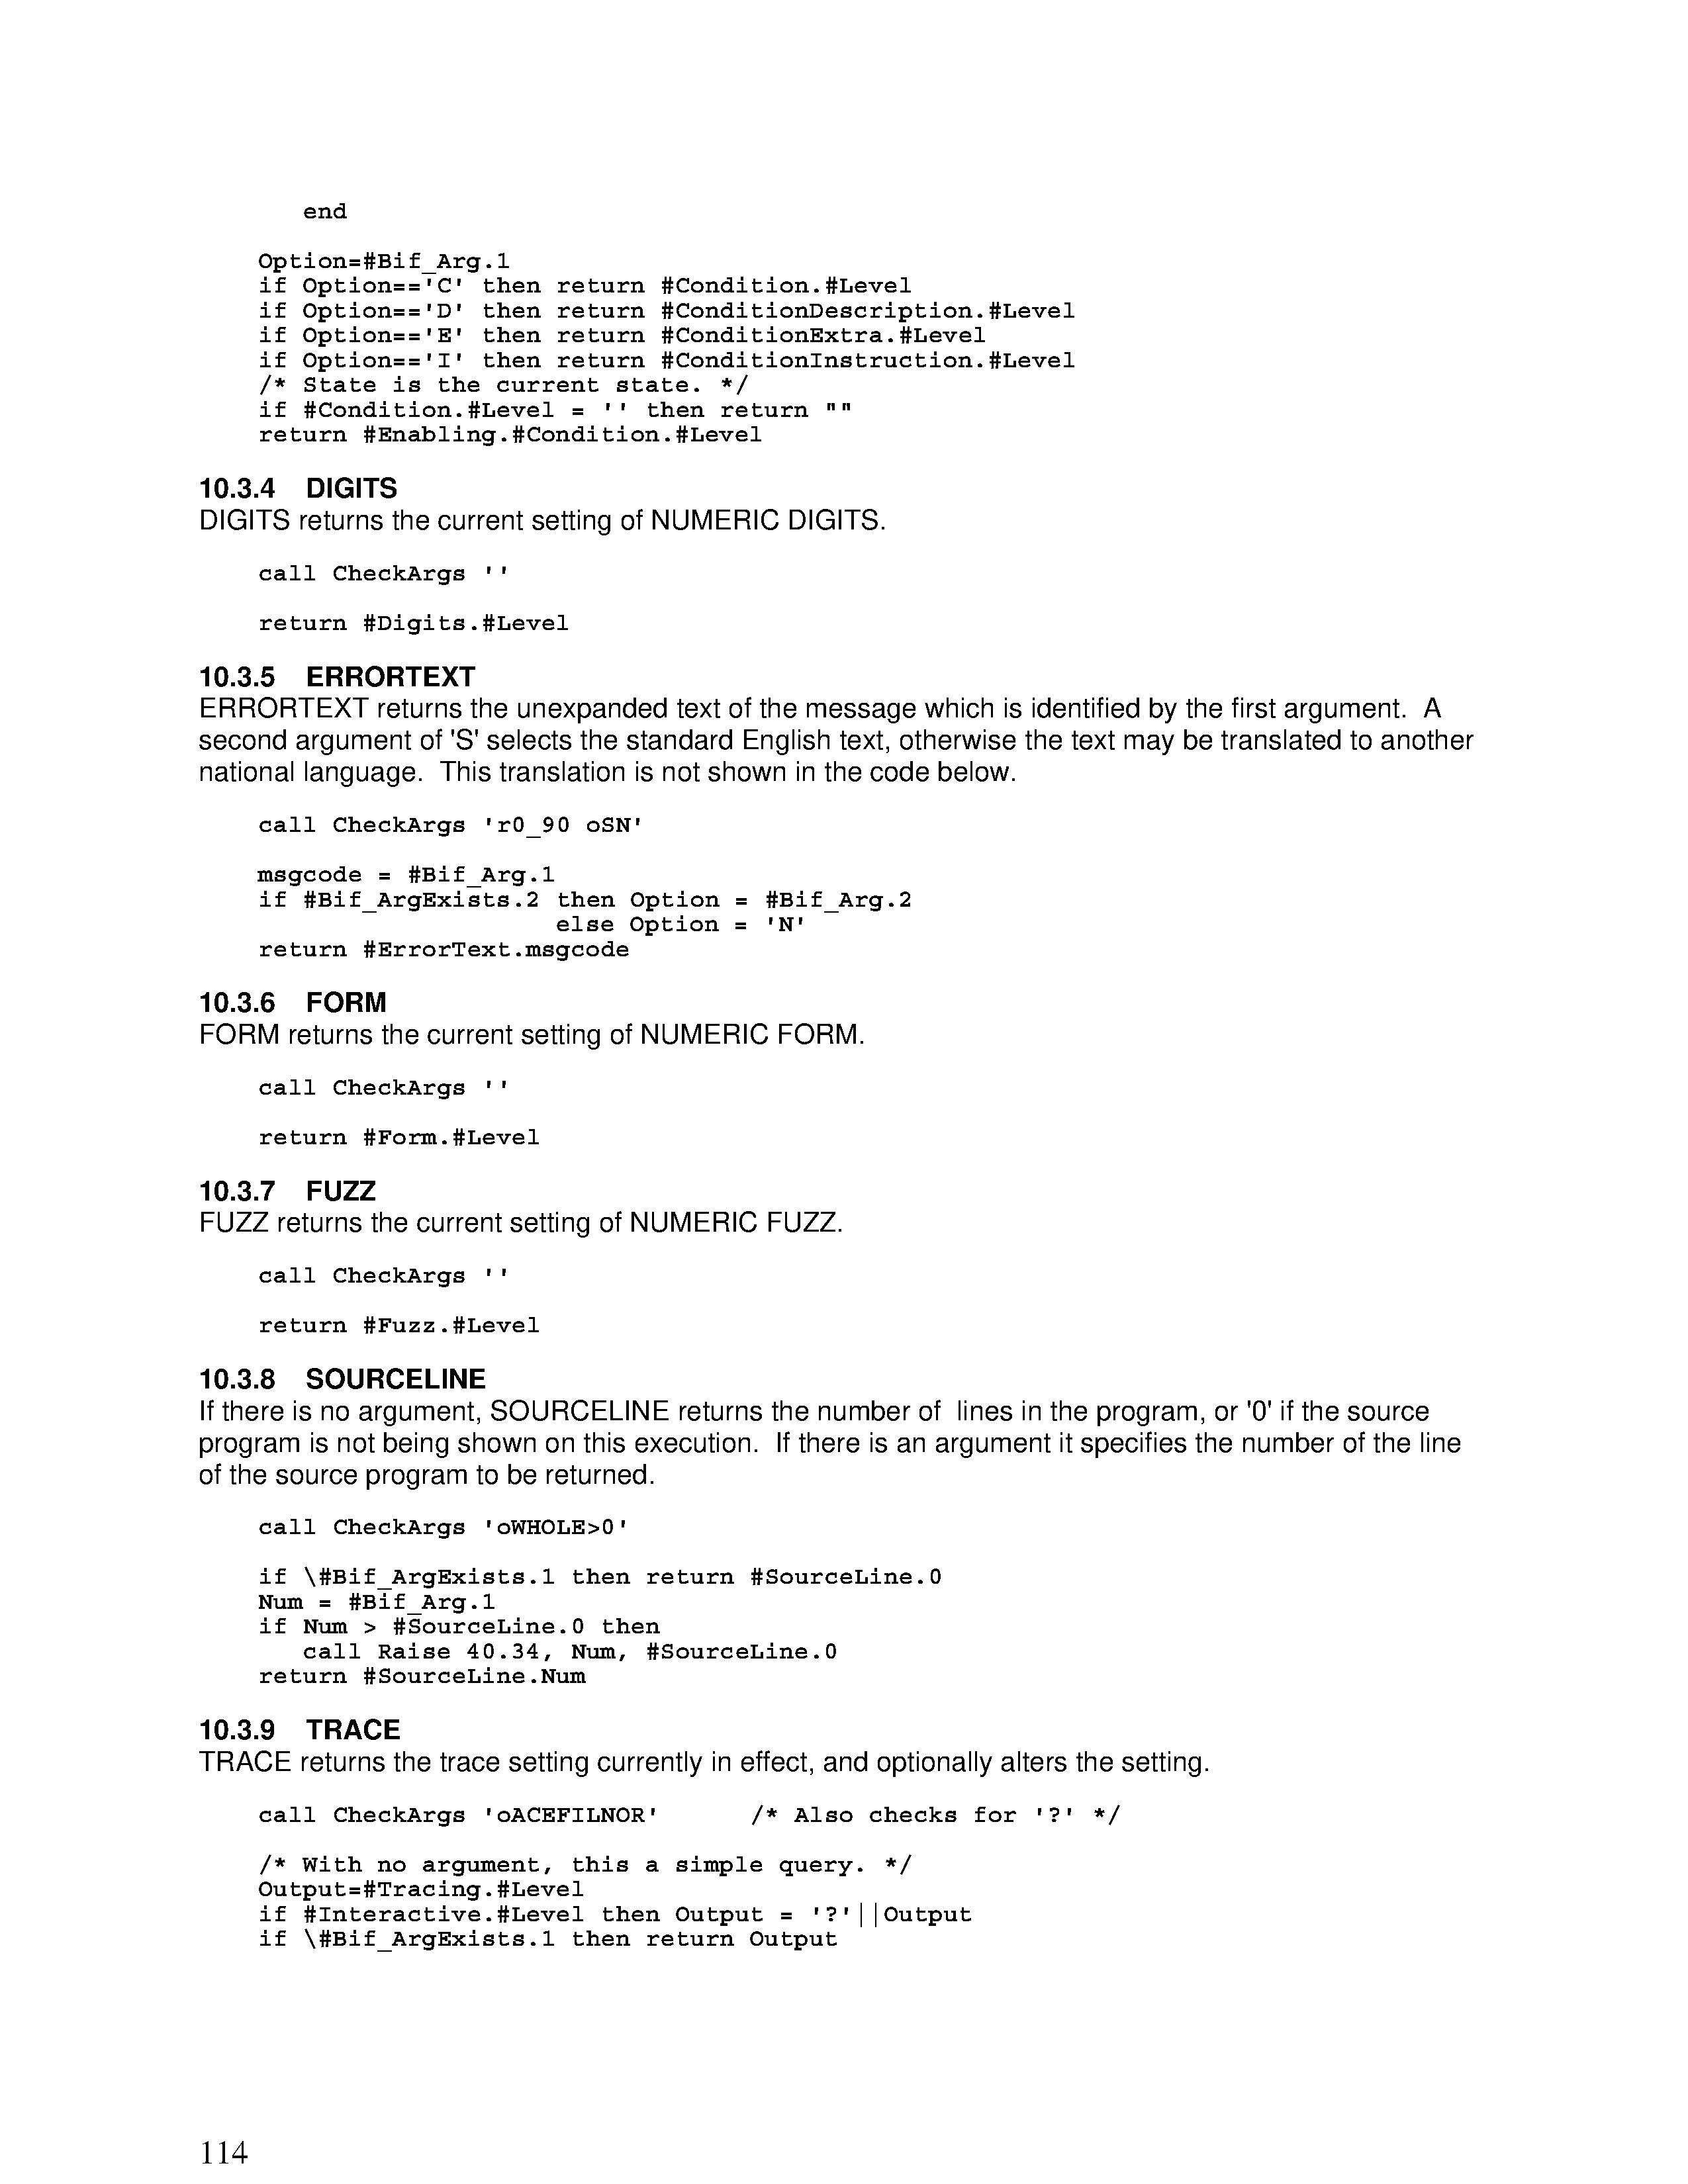 end
Option=#Bif_Arg.1
if Option=='C' then return #Condition.#Level
if Option=='D' then return #ConditionDescription.#Level
if Option=='E' then return #ConditionExtra.#Level
if Option=='I' then return #ConditionInstruction.#Level
/* State is the current state. */
if #Condition.#Level = '' then return ""
return #Enabling.#Condition.#Level
10.3.4 DIGITS
DIGITS returns the current setting of NUMERIC DIGITS.
call CheckArgs ''
return #Digits.#Level
10.3.5 ERRORTEXT
ERRORTEXT returns the unexpanded text of the message which is identified by the first argument. A
second argument of 'S' selects the standard English text, otherwise the text may be translated to another
national language. This translation is not shown in the code below.
call CheckArgs 'r0_90 oSN'
msgcode = #Bif_Arg.1
if #Bif_ArgExists.2 then Option = #Bif_Arg.2
else Option = 'N'
return #ErrorText.msgcode
10.3.6 FORM
FORM returns the current setting of NUMERIC FORM.
call CheckArgs ''
return #Form.#Level
10.3.7 FUZZ
FUZZ returns the current setting of NUMERIC FUZZ.
call CheckArgs ''
return #Fuzz.#Level
10.3.8 SOURCELINE
If there is no argument, SOURCELINE returns the number of lines in the program, or '0' if the source
program is not being shown on this execution. If there is an argument it specifies the number of the line
of the source program to be returned.
call CheckArgs 'oWHOLE>0'
if \#Bif_ArgExists.1 then return #SourceLine.0
Num = #Bif_Arg.1
if Num > #SourceLine.0 then
call Raise 40.34, Num, #SourceLine.0
return #SourceLine.Num
10.3.9 TRACE
TRACE returns the trace setting currently in effect, and optionally alters the setting.
call CheckArgs 'oACEFILNOR' /* Also checks for '?' */
/* With no argument, this a simple query. */
Output=#Tracing.#Level
if #Interactive.#Level then Output = '?'||Output
if \#Bif_ArgExists.1 then return Output
114